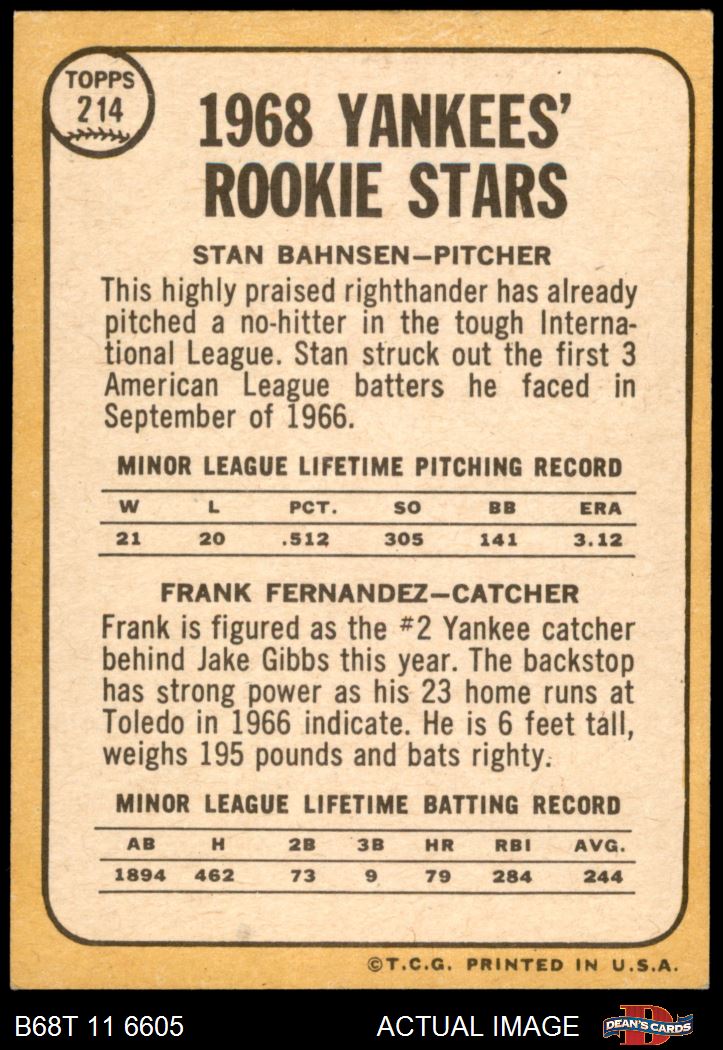 TOPPS
214
1968 YANKEES'
ROOKIE STARS
STAN BAHNSEN—PITCHER
This highly praised righthander has already
pitched a no-hitter in the tough Interna-
tional League. Stan struck out the first 3
American League batters he faced in
September of 1966.
MINOR LEAGUE LIFETIME PITCHING RECORD
W L PCT. SO BB ERA
21 20 .512 305 141 3.12
FRANK FERNANDEZ—CATCHER
Frank is figured as the #2 Yankee catcher
behind Jake Gibbs this year. The backstop
has strong power as his 23 home runs at
Toledo in 1966 indicate. He is 6 feet tall,
weighs 195 pounds and bats righty.
MINOR LEAGUE LIFETIME BATTING RECORD
AB H 2B 3B HR RBI AVG.
1894 462 73 9 79 284 244
©T.C.G. PRINTED IN U.S.A.
B68T 11 6605 ACTUAL IMAGE D DEAN'S CARDS